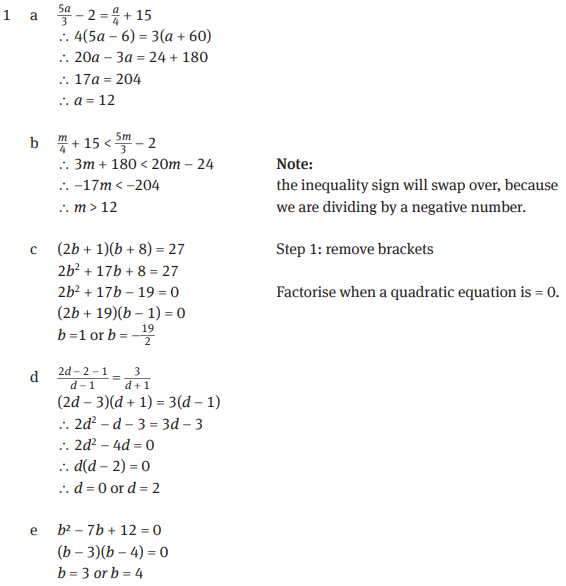 1 a 5a/3 − 2 = a/4 + 15
∴ 4(5a − 6) = 3(a + 60)
∴ 20a − 3a = 24 + 180
∴ 17a = 204
∴ a = 12
b m/4 + 15 < 5m/3 − 2
∴ 3m + 180 < 20m − 24 Note:
∴ −17m < −204 the inequality sign will swap over, because
∴ m > 12 we are dividing by a negative number.
c (2b + 1)(b + 8) = 27 Step 1: remove brackets
2b² + 17b + 8 = 27
2b² + 17b − 19 = 0 Factorise when a quadratic equation is = 0.
(2b + 19)(b − 1) = 0
b =1 or b = −19/2
d (2d − 2 − 1)/(d − 1) = 3/(d + 1)
(2d − 3)(d + 1) = 3(d − 1)
∴ 2d² − d − 3 = 3d − 3
∴ 2d² − 4d = 0
∴ d(d − 2) = 0
∴ d = 0 or d = 2
e b² − 7b + 12 = 0
(b − 3)(b − 4) = 0
b = 3 or b = 4